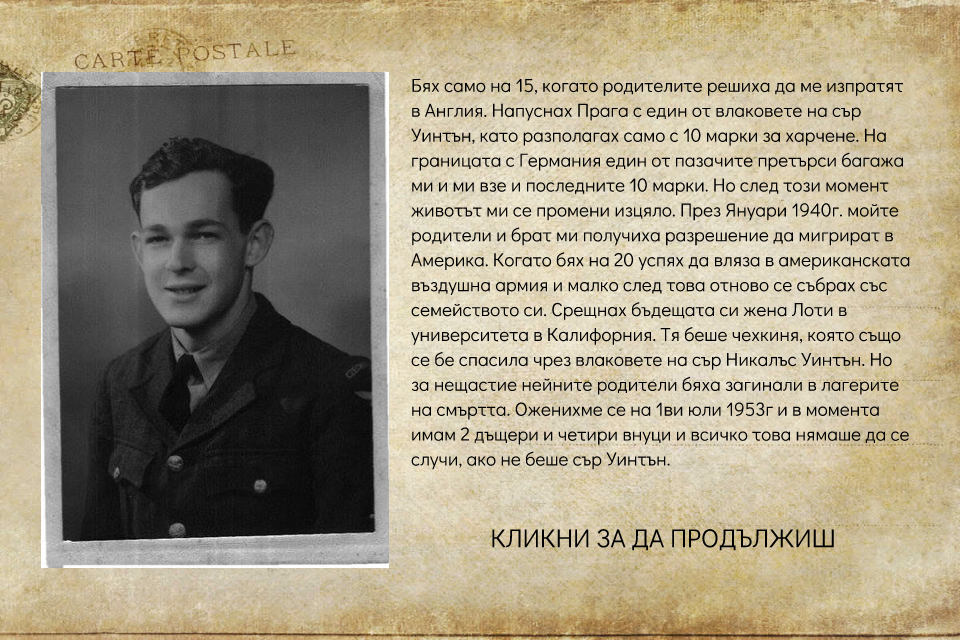 CARTE POSTALE
Бях само на 15, когато родителите решиха да ме изпратят
в Англия. Напуснах Прага с един от влаковете на сър
Уинтън, като разполагах само с 10 марки за харчене. На
границата с Германия един от пазачите претърси багажа
ми и ми взе и последните 10 марки. Но след този момент
животът ми се промени изцяло. През Януари 1940г. мойте
родители и брат ми получиха разрешение да мигрират в
Америка. Когато бях на 20 успях да вляза в американската
въздушна армия и малко след това отново се събрах със
семейството си. Срещнах бъдещата си жена Лоти в
университета в Калифорния. Тя беше чехкиня, която също
се бе спасила чрез влаковете на сър Никалъс Уинтън. Но
за нещастие нейните родители бяха загинали в лагерите
на смъртта. Оженихме се на 1ви юли 1953г и в момента
имам 2 дъщери и четири внуци и всичко това нямаше да се
случи, ако не беше сър Уинтън.
КЛИКНИ ЗА ДА ПРОДЪЛЖИШ